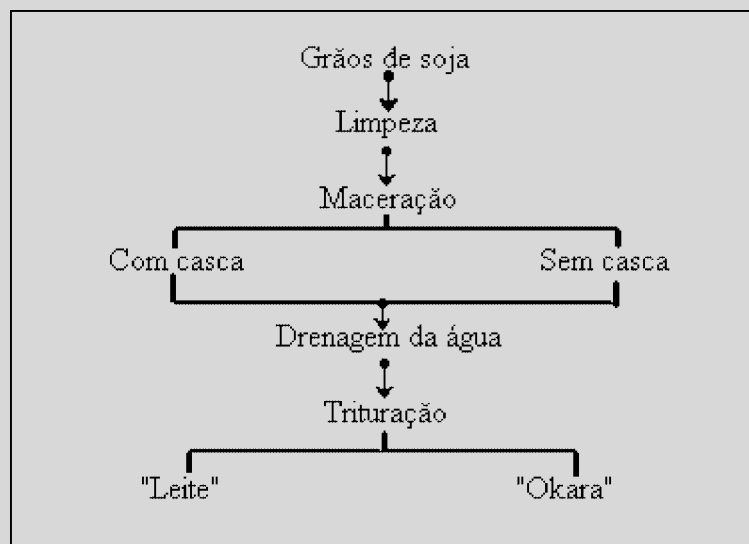 Grãos de soja
Limpeza
Maceração
Com casca
Sem casca
Drenagem da água
Trituração
"Leite"
"Okara"